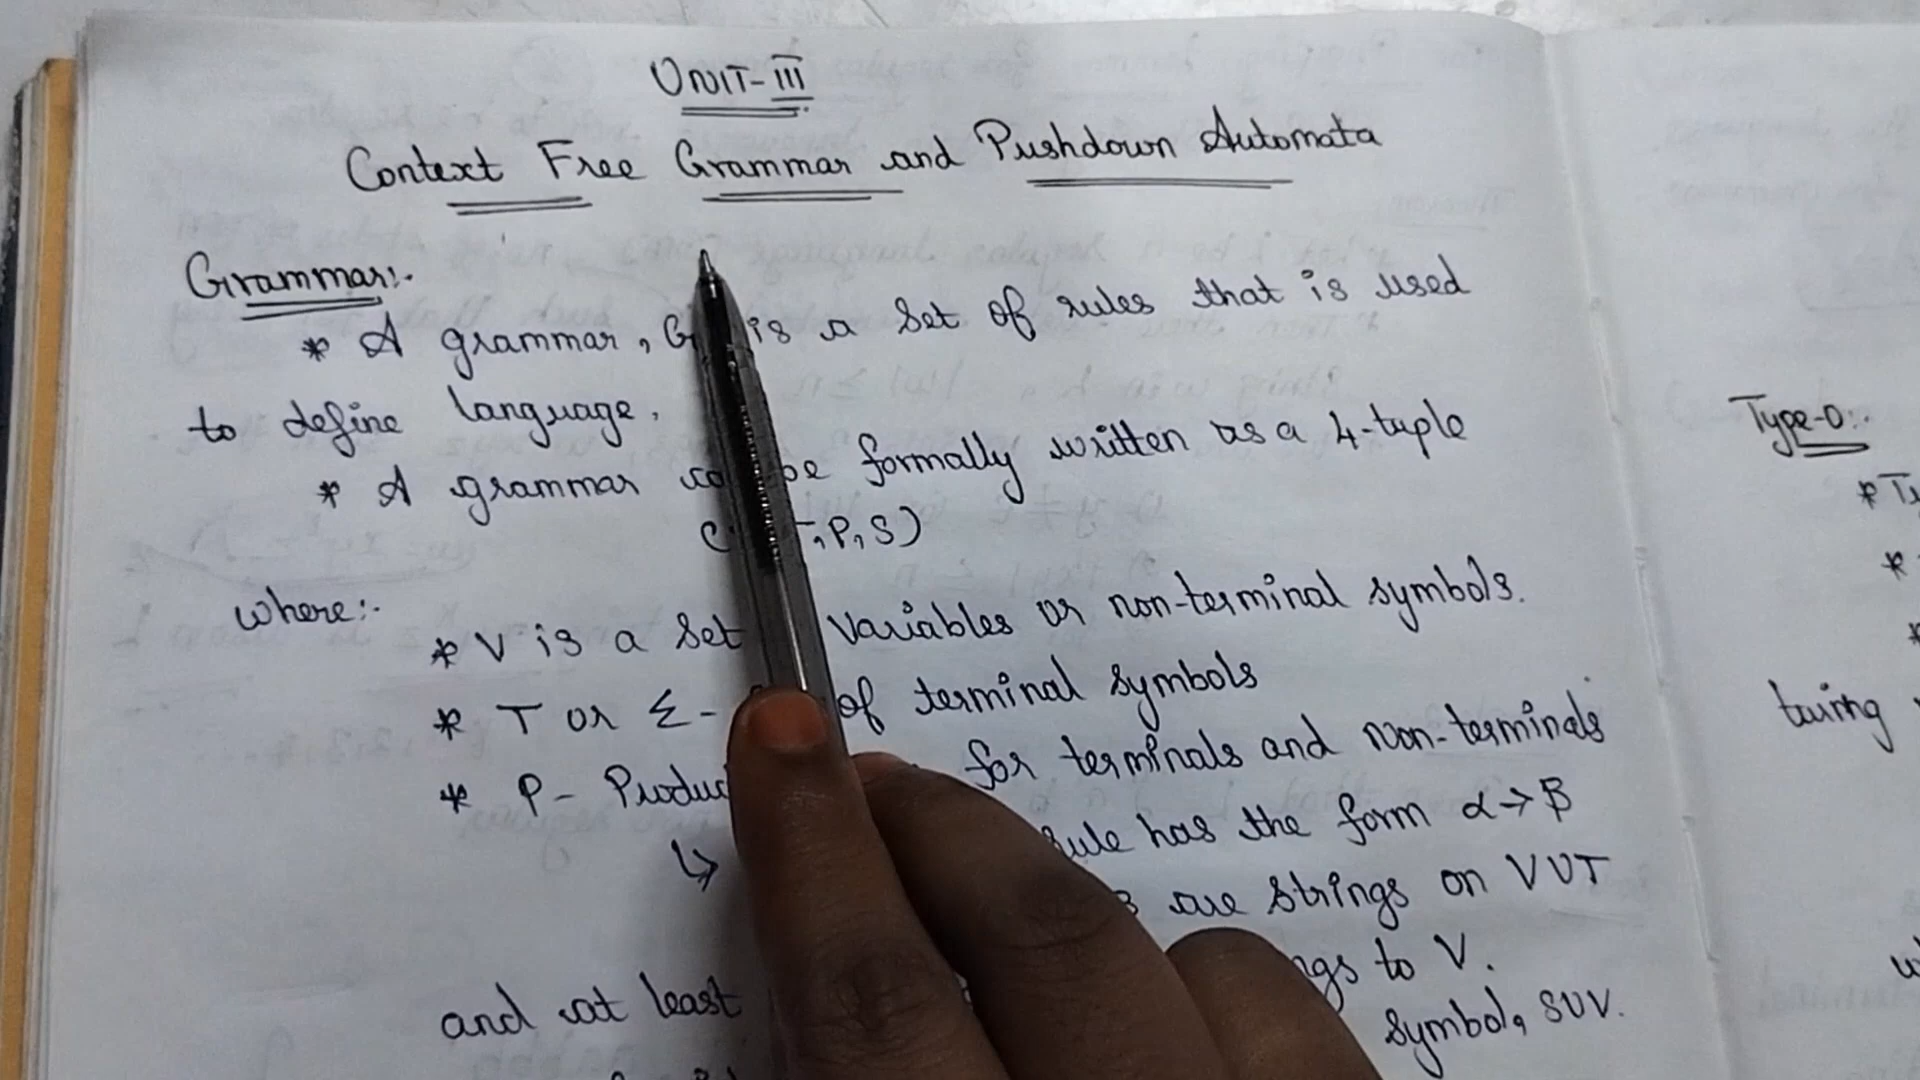 UNIT-III
Context Free Grammar and Pushdown Automata
Grammar:-
* A grammar, G is a set of rules that is used
to define language.
* A grammar be formally written as a 4-tuple
,P,S)
where:-
* V is a set variables or non-terminal symbols.
* T or Σ- of terminal symbols
* P- for terminals and non-terminals
↳ rule has the form α→β
are strings on VUT
and at least to V.
symbol, SUV.
Type-0:-
*
*
*
turing